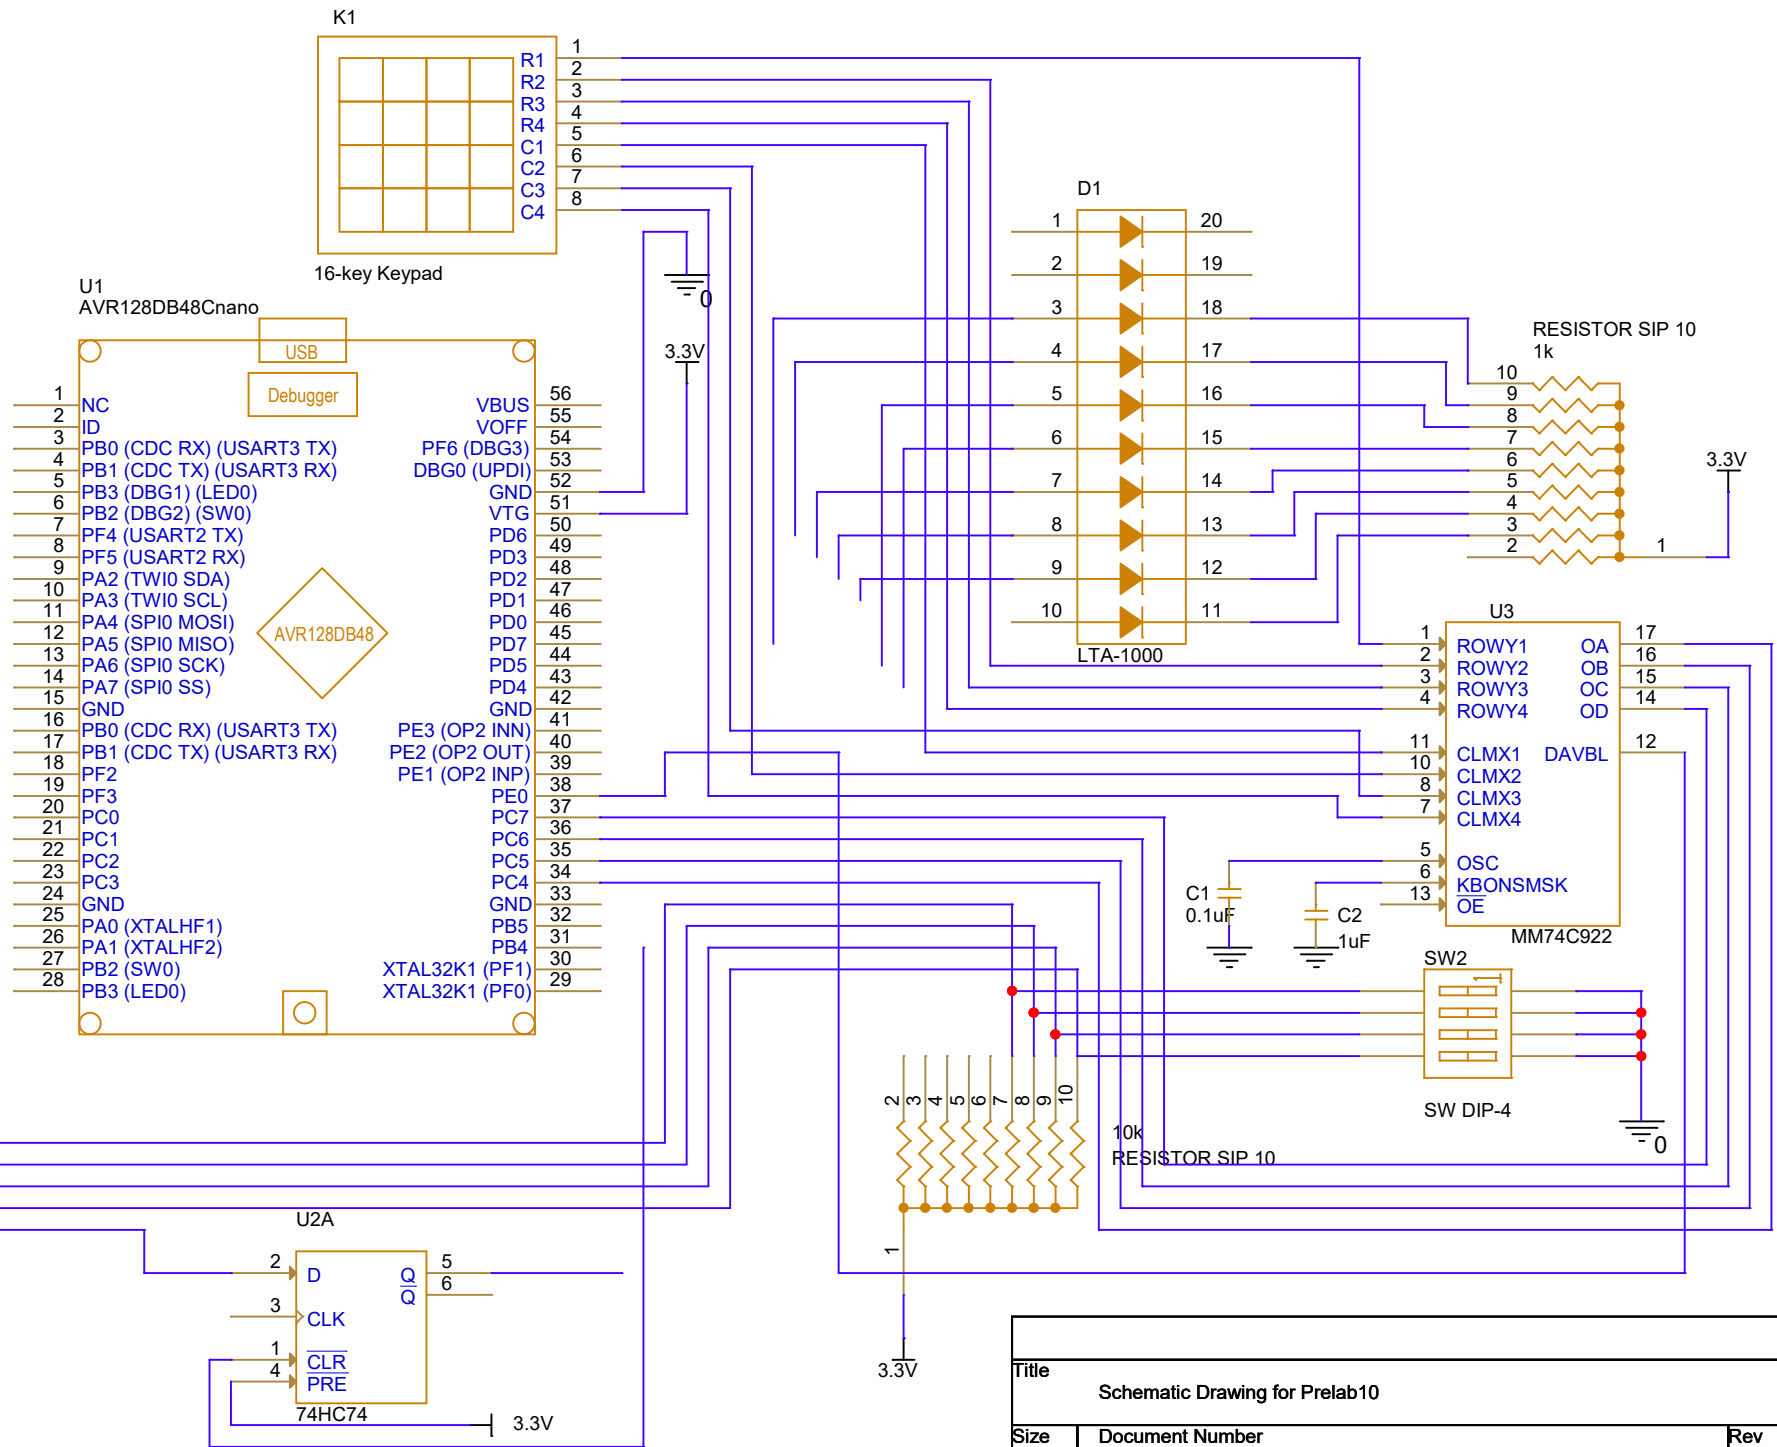 K1
R1 1
R2 2
R3 3
R4 4
C1 5
C2 6
C3 7
C4 8
16-key Keypad
0
3.3V
U1
AVR128DB48Cnano
USB
Debugger
AVR128DB48
1 NC
2 ID
3 PB0 (CDC RX) (USART3 TX)
4 PB1 (CDC TX) (USART3 RX)
5 PB3 (DBG1) (LED0)
6 PB2 (DBG2) (SW0)
7 PF4 (USART2 TX)
8 PF5 (USART2 RX)
9 PA2 (TWI0 SDA)
10 PA3 (TWI0 SCL)
11 PA4 (SPI0 MOSI)
12 PA5 (SPI0 MISO)
13 PA6 (SPI0 SCK)
14 PA7 (SPI0 SS)
15 GND
16 PB0 (CDC RX) (USART3 TX)
17 PB1 (CDC TX) (USART3 RX)
18 PF2
19 PF3
20 PC0
21 PC1
22 PC2
23 PC3
24 GND
25 PA0 (XTALHF1)
26 PA1 (XTALHF2)
27 PB2 (SW0)
28 PB3 (LED0)
VBUS 56
VOFF 55
PF6 (DBG3) 54
DBG0 (UPDI) 53
GND 52
VTG 51
PD6 50
PD3 49
PD2 48
PD1 47
PD0 46
PD7 45
PD5 44
PD4 43
GND 42
PE3 (OP2 INN) 41
PE2 (OP2 OUT) 40
PE1 (OP2 INP) 39
PE0 38
PC7 37
PC6 36
PC5 35
PC4 34
GND 33
PB5 32
PB4 31
XTAL32K1 (PF1) 30
XTAL32K1 (PF0) 29
D1
1 20
2 19
3 18
4 17
5 16
6 15
7 14
8 13
9 12
10 11
LTA-1000
RESISTOR SIP 10
1k
10
9
8
7
6
5
4
3
2 1
3.3V
U3
1 ROWY1 OA 17
2 ROWY2 OB 16
3 ROWY3 OC 15
4 ROWY4 OD 14
11 CLMX1 DAVBL 12
10 CLMX2
8 CLMX3
7 CLMX4
5 OSC
6 KBONSMSK
13 OE
MM74C922
C1
0.1uF
C2
1uF
SW2
1
SW DIP-4
0
2 3 4 5 6 7 8 9 10
10k
RESISTOR SIP 10
1
3.3V
U2A
2 D Q 5
Q 6
3 CLK
1 CLR
4 PRE
74HC74
3.3V
Title
Schematic Drawing for Prelab10
Size Document Number Rev